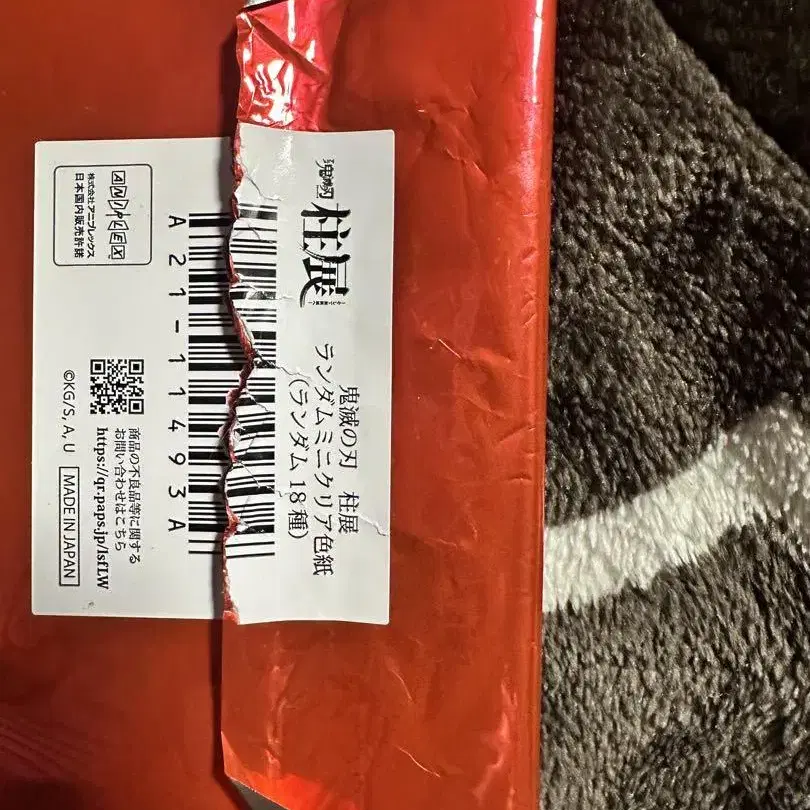 鬼滅の刃
柱展
鬼滅の刃 柱展
ランダムミニクリア色紙
(ランダム18種)
A21-11493A
ANIPLEX
株式会社アニプレックス
日本国内販売許諾
商品の不良品等に関する
お問い合わせはこちら
https://qr.paps.jp/lsfLW
©KG/S, A, U
MADE IN JAPAN